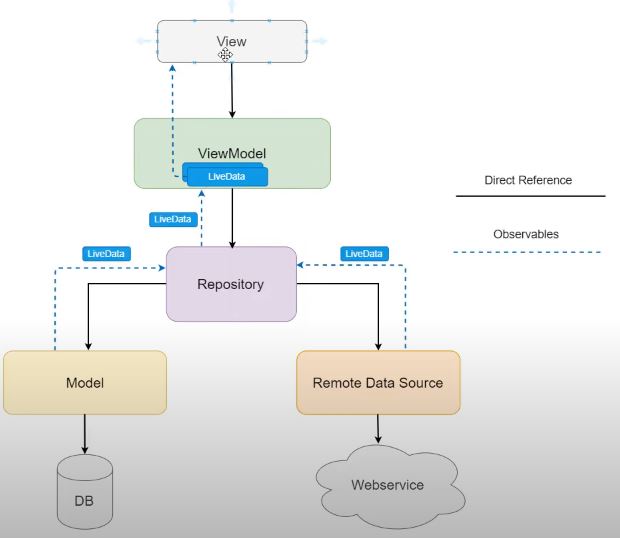 View
ViewModel
LiveData
Direct Reference
LiveData
Observables
LiveData
LiveData
Repository
Model
Remote Data Source
DB
Webservice